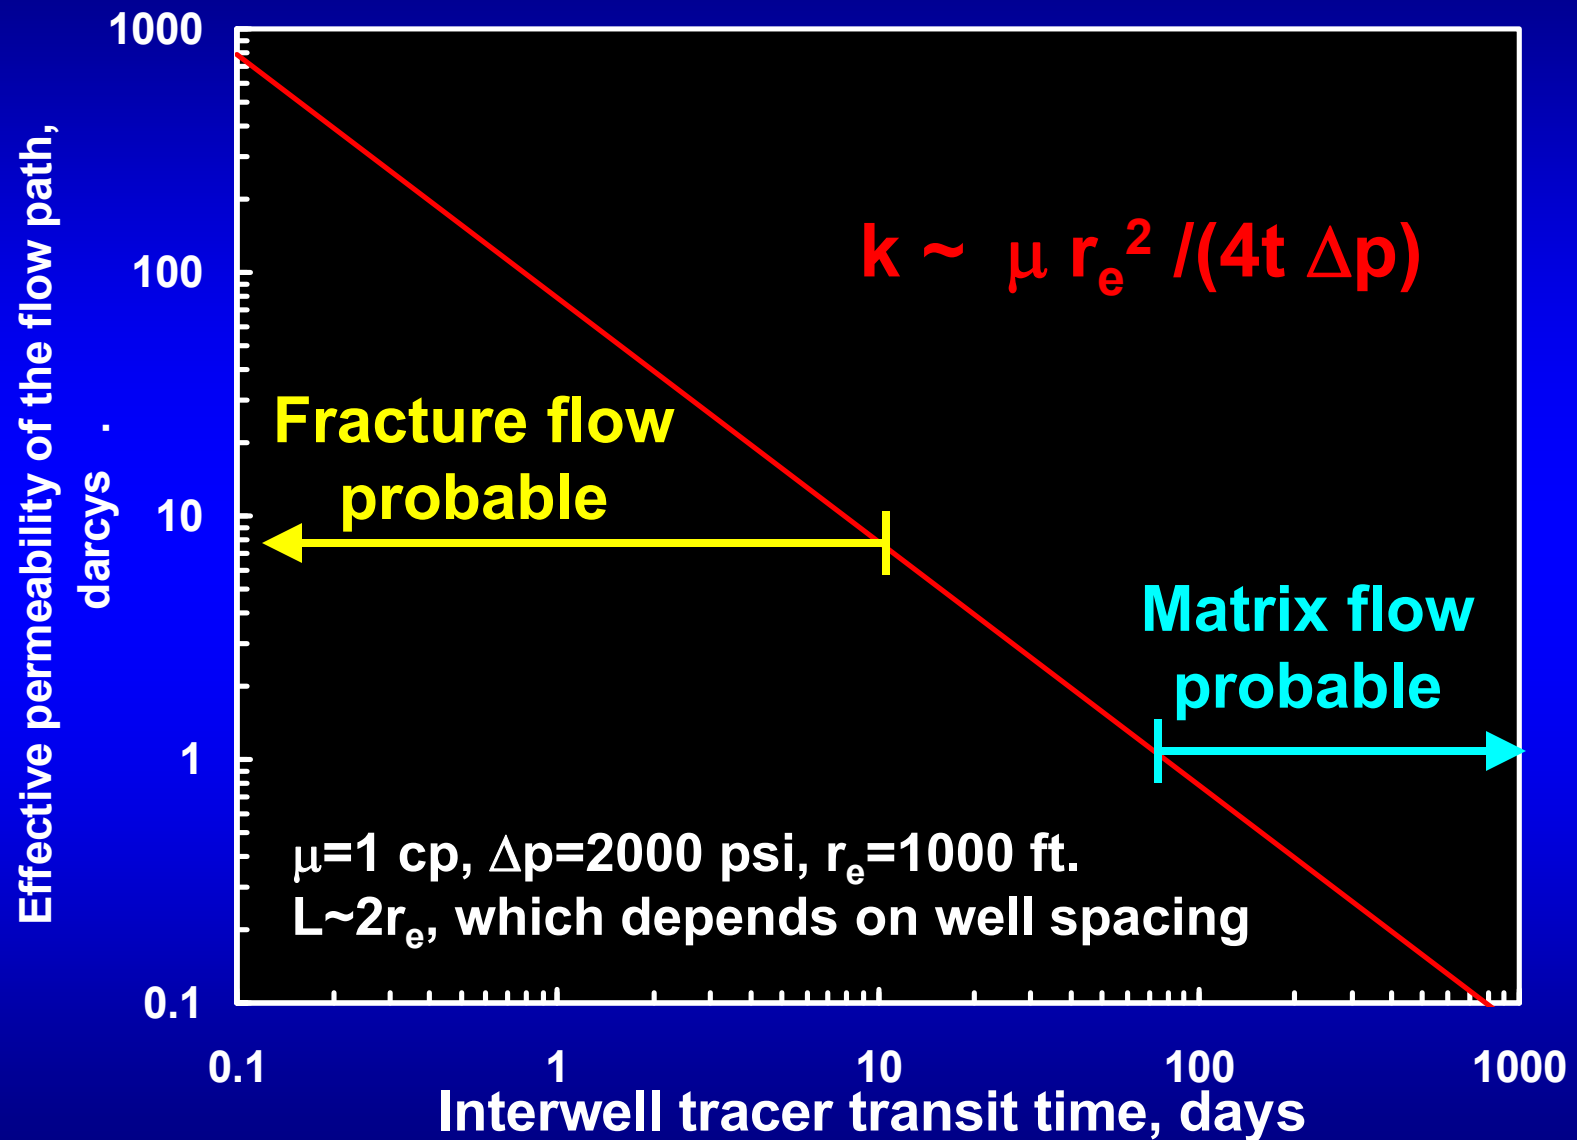 1000
100
10
1
0.1
Effective permeability of the flow path,
darcys .
k ~ μ rₑ² /(4t Δp)
Fracture flow
probable
Matrix flow
probable
μ=1 cp, Δp=2000 psi, rₑ=1000 ft.
L~2rₑ, which depends on well spacing
0.1 1 10 100 1000
Interwell tracer transit time, days